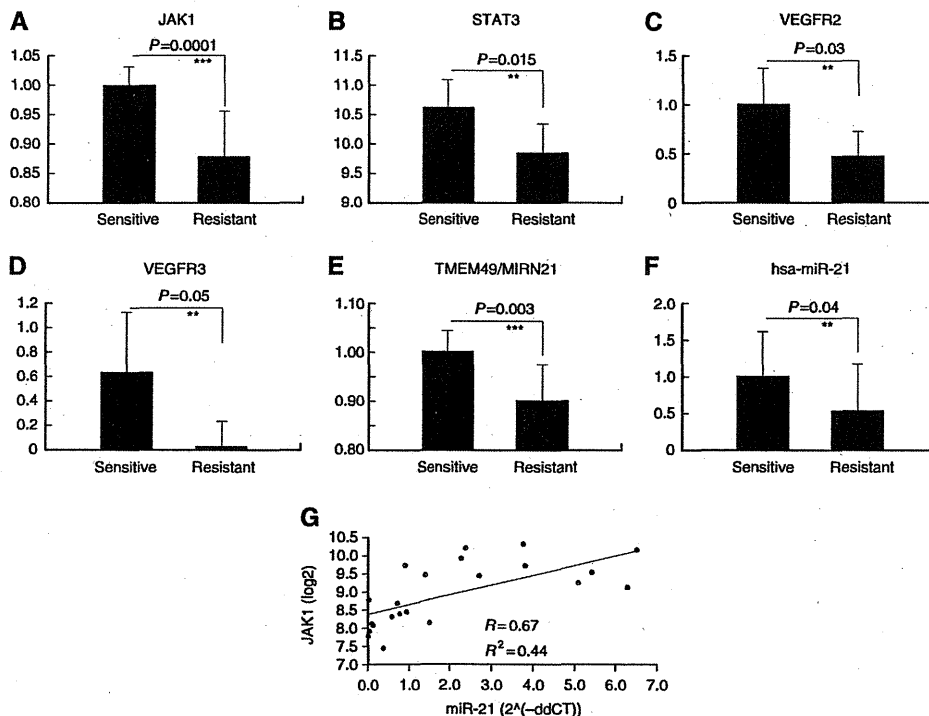 A
JAK1
P=0.0001
***
1.05
1.00
0.95
0.90
0.85
0.80
Sensitive Resistant
B
STAT3
P=0.015
**
11.5
11.0
10.5
10.0
9.5
9.0
Sensitive Resistant
C
VEGFR2
P=0.03
**
1.5
1.0
0.5
0
Sensitive Resistant
D
VEGFR3
P=0.05
**
1.2
1.0
0.8
0.6
0.4
0.2
0
Sensitive Resistant
E
TMEM49/MIRN21
P=0.003
***
1.10
1.00
0.90
0.80
Sensitive Resistant
F
hsa-miR-21
P=0.04
**
2.0
1.5
1.0
0.5
0
Sensitive Resistant
G
JAK1 (log2)
10.5
10.0
9.5
9.0
8.5
8.0
7.5
7.0
R=0.67
R²=0.44
0.0 1.0 2.0 3.0 4.0 5.0 6.0 7.0
miR-21 (2^(–ddCT))